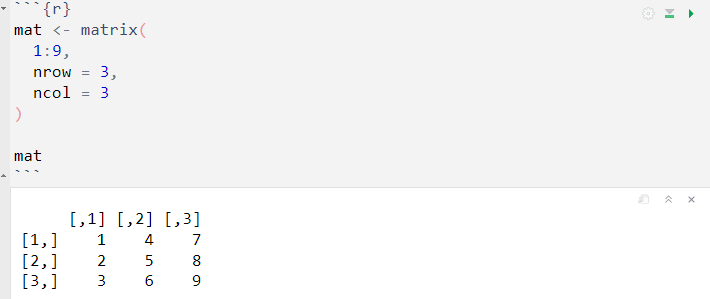 ```{r}
mat <- matrix(
  1:9,
  nrow = 3,
  ncol = 3
)

mat
```
     [,1] [,2] [,3]
[1,]    1    4    7
[2,]    2    5    8
[3,]    3    6    9